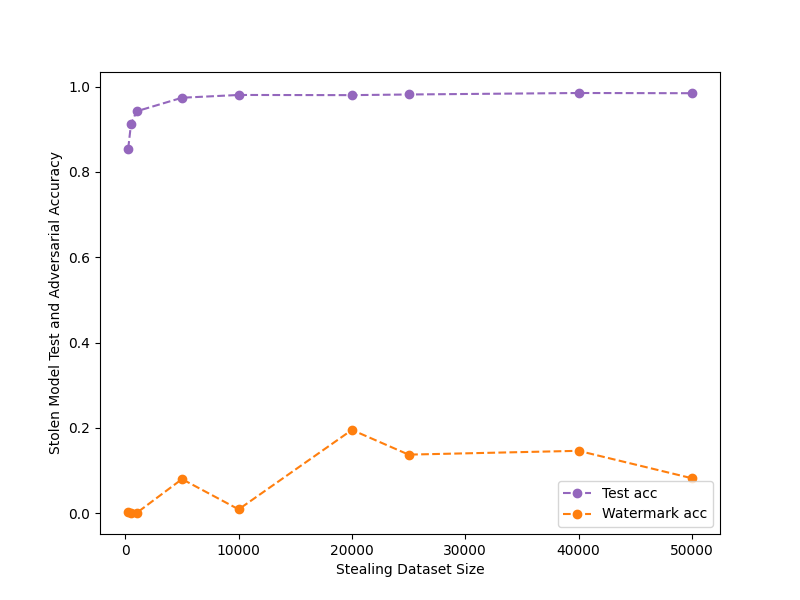 1.0
0.8
0.6
0.4
0.2
0.0
Stolen Model Test and Adversarial Accuracy
Test acc
Watermark acc
0 10000 20000 30000 40000 50000
Stealing Dataset Size